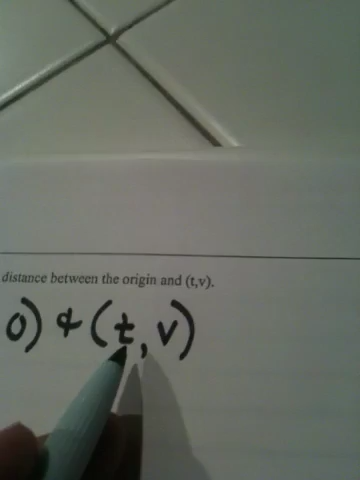 distance between the origin and (t,v).
0) & (t, v)